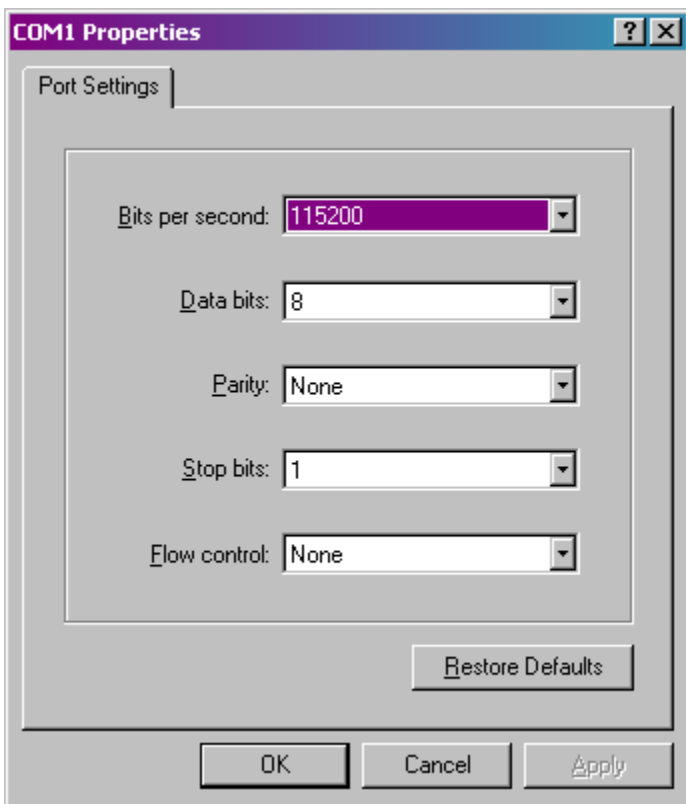 COM1 Properties
Port Settings
Bits per second: 115200
Data bits: 8
Parity: None
Stop bits: 1
Flow control: None
Restore Defaults
OK Cancel Apply